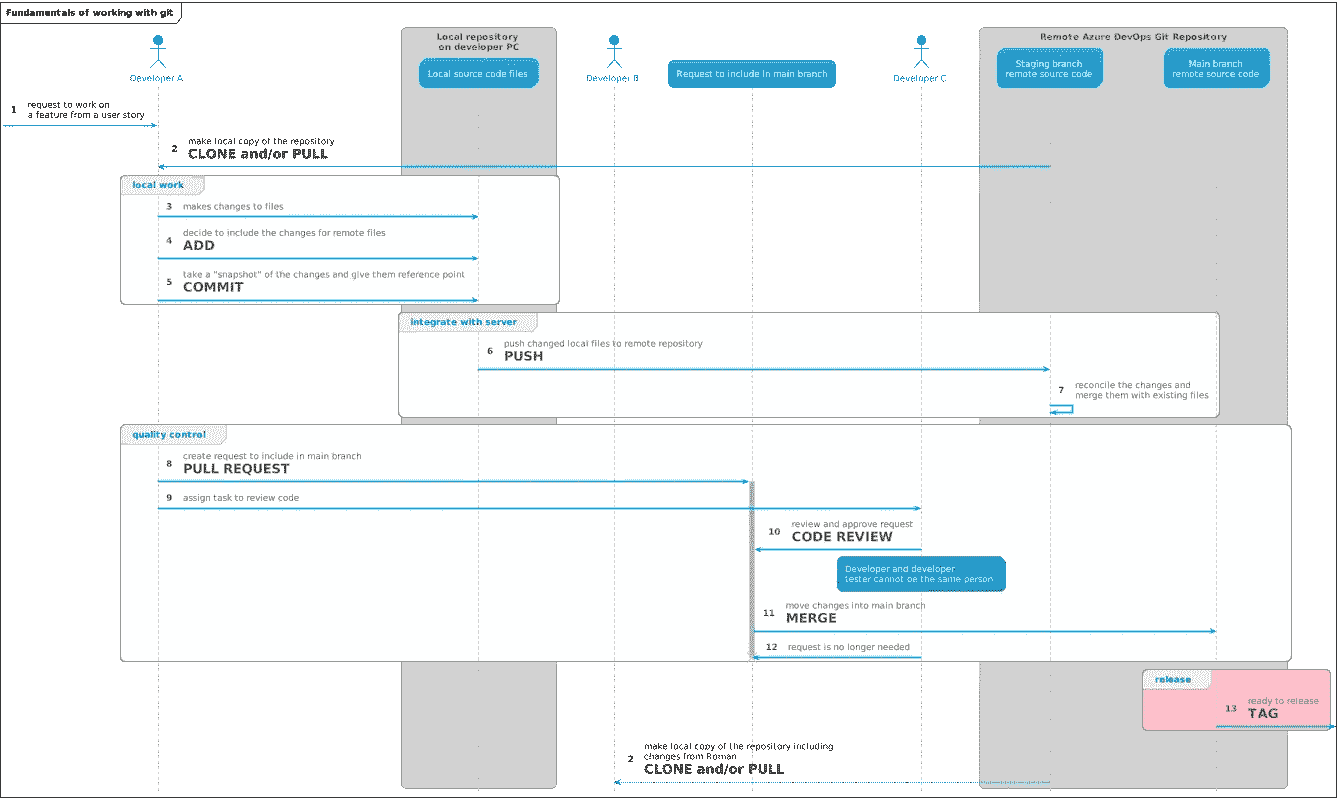 Fundamentals of working with git
Local repository
on developer PC
Remote Azure DevOps Git Repository
Developer A
Local source code files
Developer B
Request to include in main branch
Developer C
Staging branch
remote source code
Main branch
remote source code
1 request to work on
a feature from a user story
2 make local copy of the repository
CLONE and/or PULL
local work
3 makes changes to files
4 decide to include the changes for remote files
ADD
5 take a "snapshot" of the changes and give them reference point
COMMIT
integrate with server
6 push changed local files to remote repository
PUSH
7 reconcile the changes and
merge them with existing files
quality control
8 create request to include in main branch
PULL REQUEST
9 assign task to review code
10 review and approve request
CODE REVIEW
Developer and developer
tester cannot be the same person
11 move changes into main branch
MERGE
12 request is no longer needed
release
13 ready to release
TAG
2 make local copy of the repository including
changes from Roman
CLONE and/or PULL